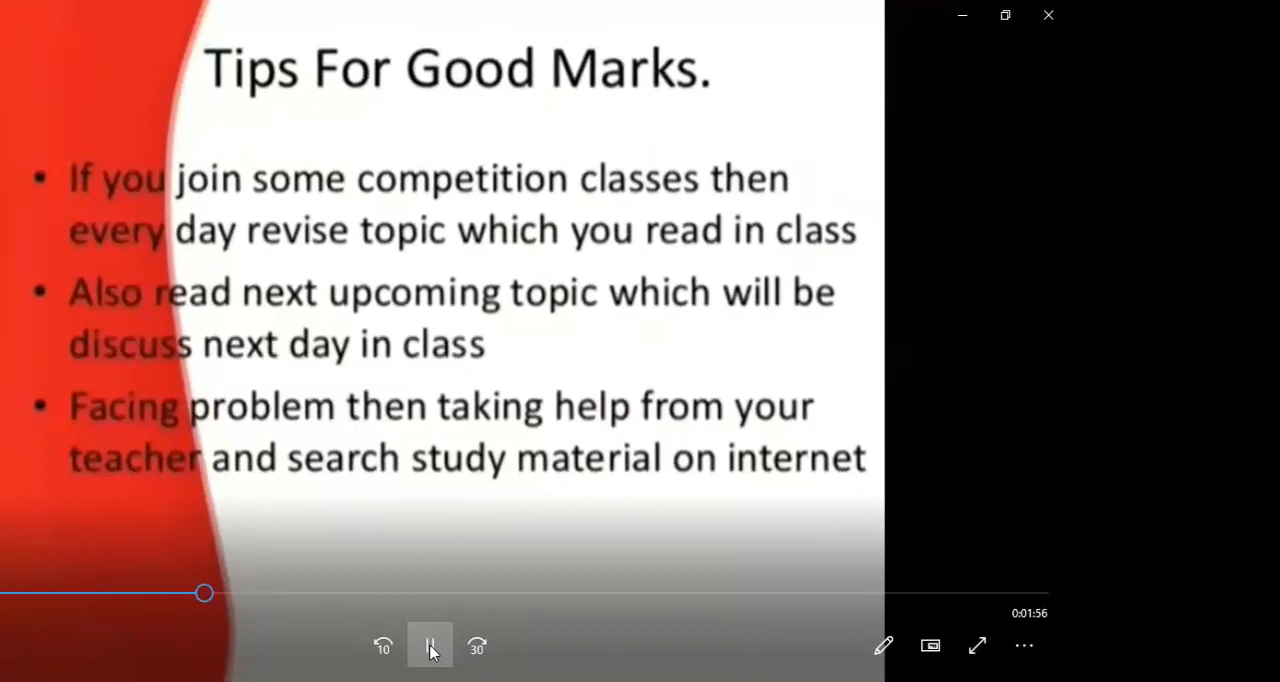 Tips For Good Marks.
• If you join some competition classes then
every day revise topic which you read in class
• Also read next upcoming topic which will be
discuss next day in class
• Facing problem then taking help from your
teacher and search study material on internet
0:01:56
10
30